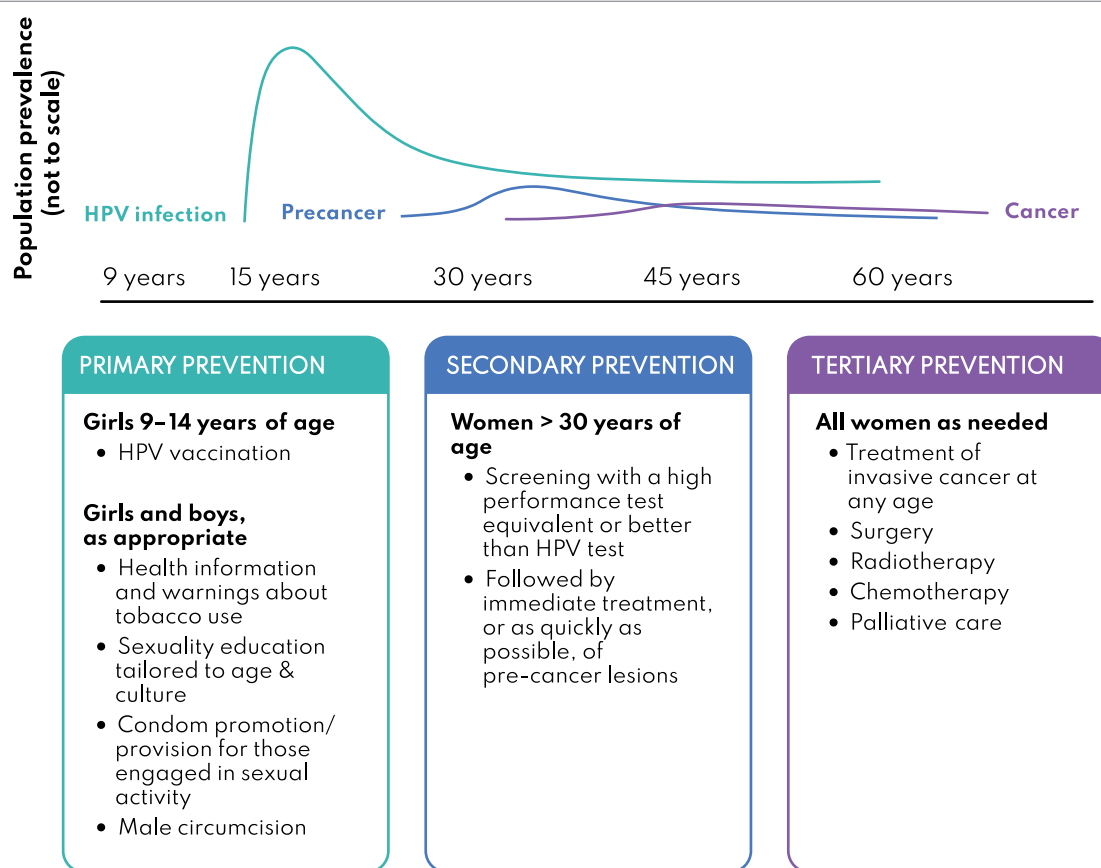 Population prevalence
(not to scale)
HPV infection
Precancer
Cancer
9 years
15 years
30 years
45 years
60 years
PRIMARY PREVENTION
Girls 9–14 years of age
• HPV vaccination
Girls and boys,
as appropriate
• Health information
and warnings about
tobacco use
• Sexuality education
tailored to age &
culture
• Condom promotion/
provision for those
engaged in sexual
activity
• Male circumcision
SECONDARY PREVENTION
Women > 30 years of
age
• Screening with a high
performance test
equivalent or better
than HPV test
• Followed by
immediate treatment,
or as quickly as
possible, of
pre-cancer lesions
TERTIARY PREVENTION
All women as needed
• Treatment of
invasive cancer at
any age
• Surgery
• Radiotherapy
• Chemotherapy
• Palliative care